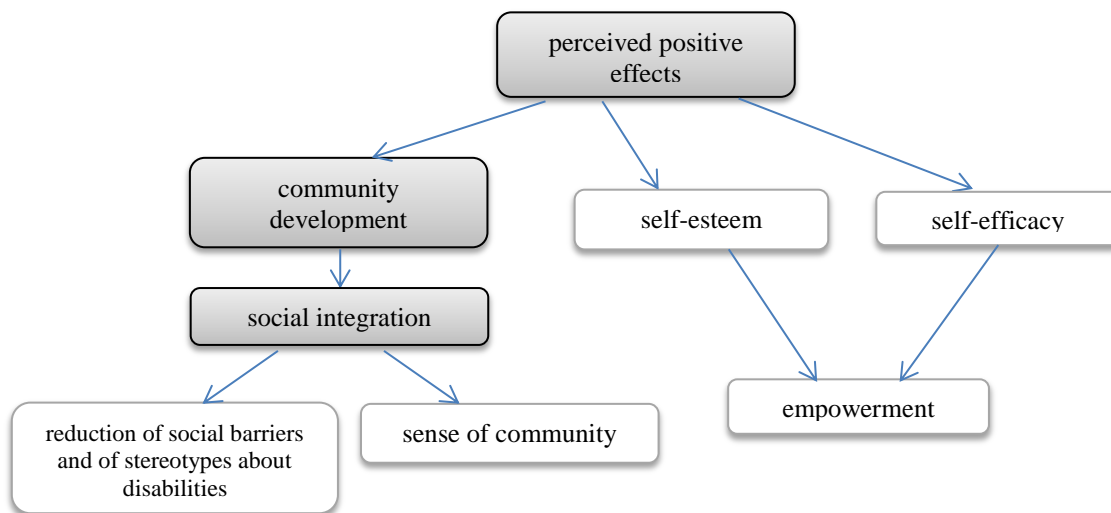 perceived positive
effects
community
development
self-esteem
self-efficacy
social integration
reduction of social barriers
and of stereotypes about
disabilities
sense of community
empowerment